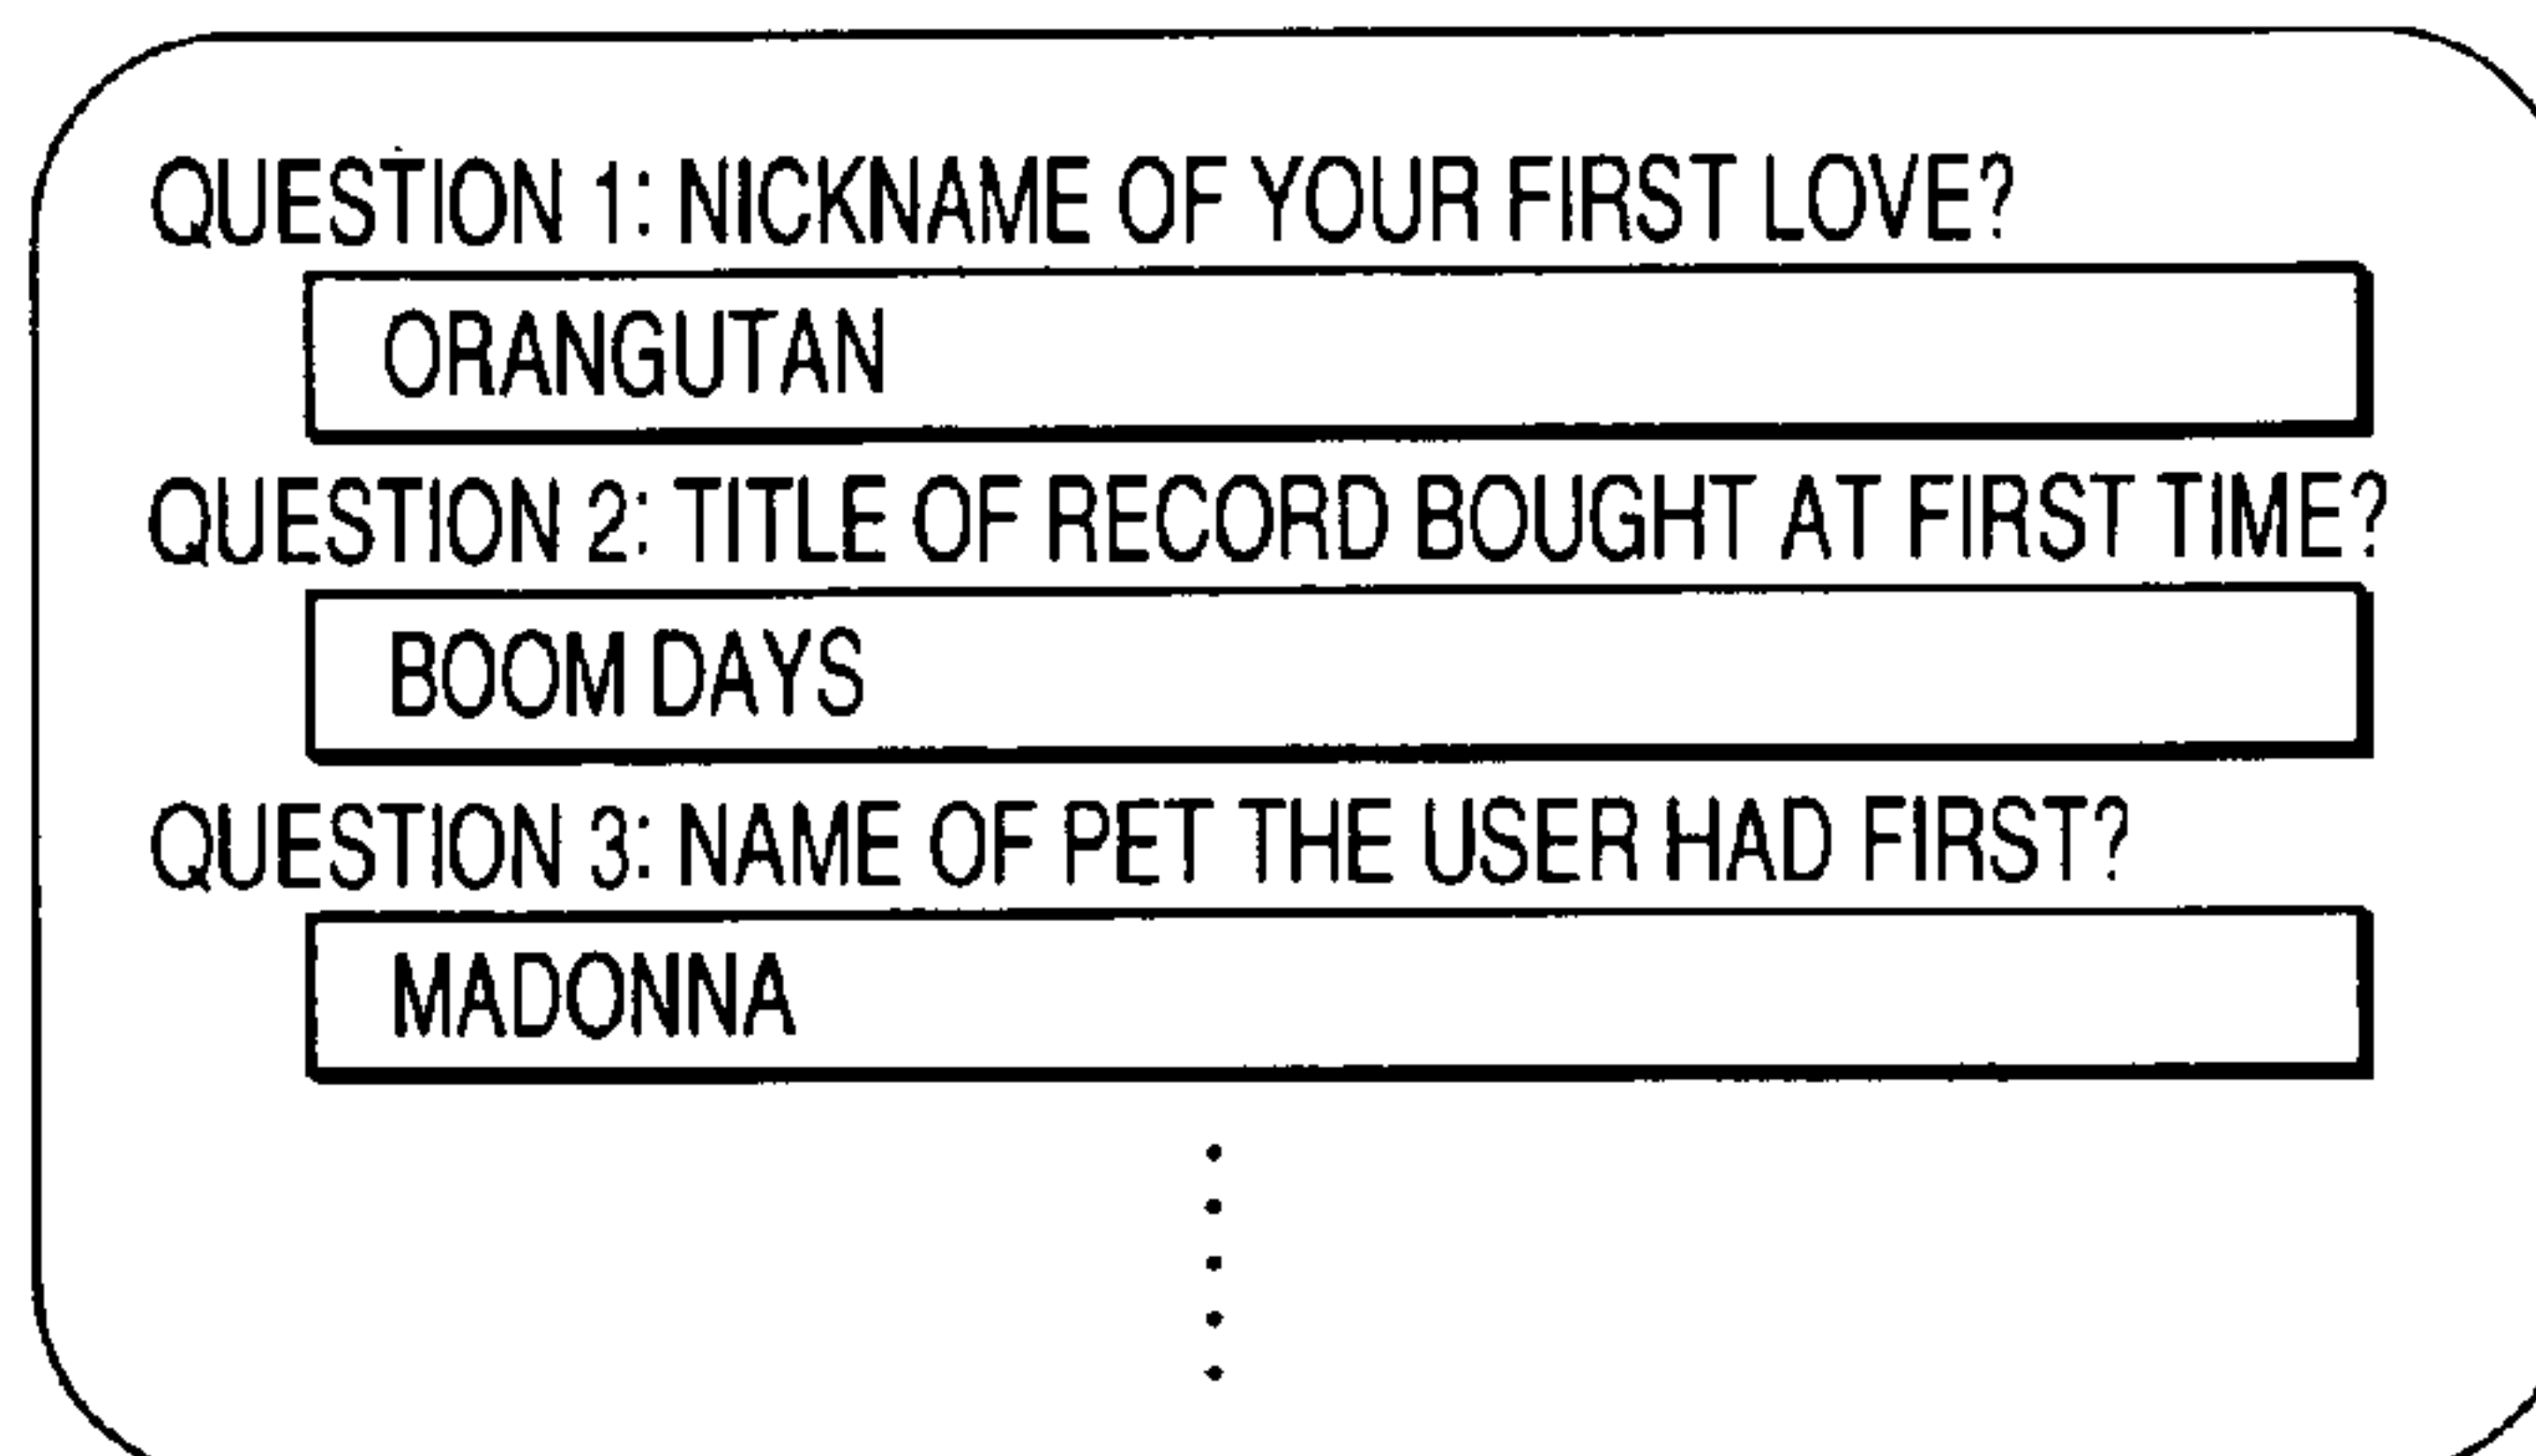 QUESTION 1: NICKNAME OF YOUR FIRST LOVE?
ORANGUTAN
QUESTION 2: TITLE OF RECORD BOUGHT AT FIRST TIME?
BOOM DAYS
QUESTION 3: NAME OF PET THE USER HAD FIRST?
MADONNA